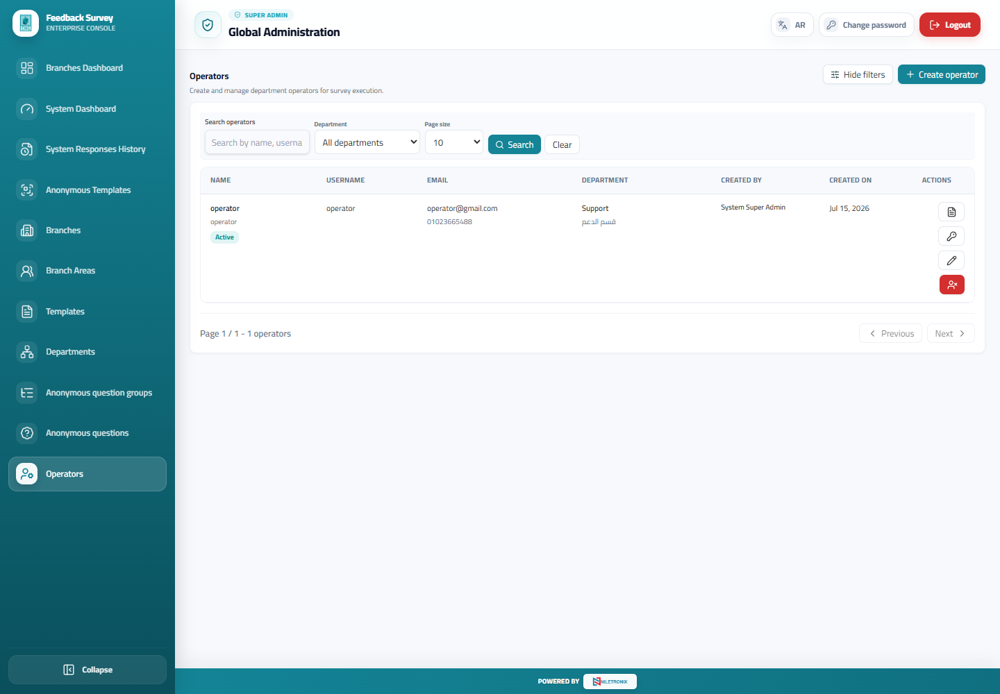 Feedback Survey
ENTERPRISE CONSOLE
Branches Dashboard
System Dashboard
System Responses History
Anonymous Templates
Branches
Branch Areas
Templates
Departments
Anonymous question groups
Anonymous questions
Operators
Collapse
SUPER ADMIN
Global Administration
AR
Change password
Logout
Operators
Create and manage department operators for survey execution.
Hide filters
Create operator
Search operators
Department
Page size
Search by name, userna
All departments
10
Search
Clear
NAME USERNAME EMAIL DEPARTMENT CREATED BY CREATED ON ACTIONS
operator operator operator@gmail.com Support System Super Admin Jul 15, 2026
operator 01023665488 قسم الدعم
Active
Page 1 / 1 - 1 operators
Previous
Next
POWERED BY
NILETRONIX